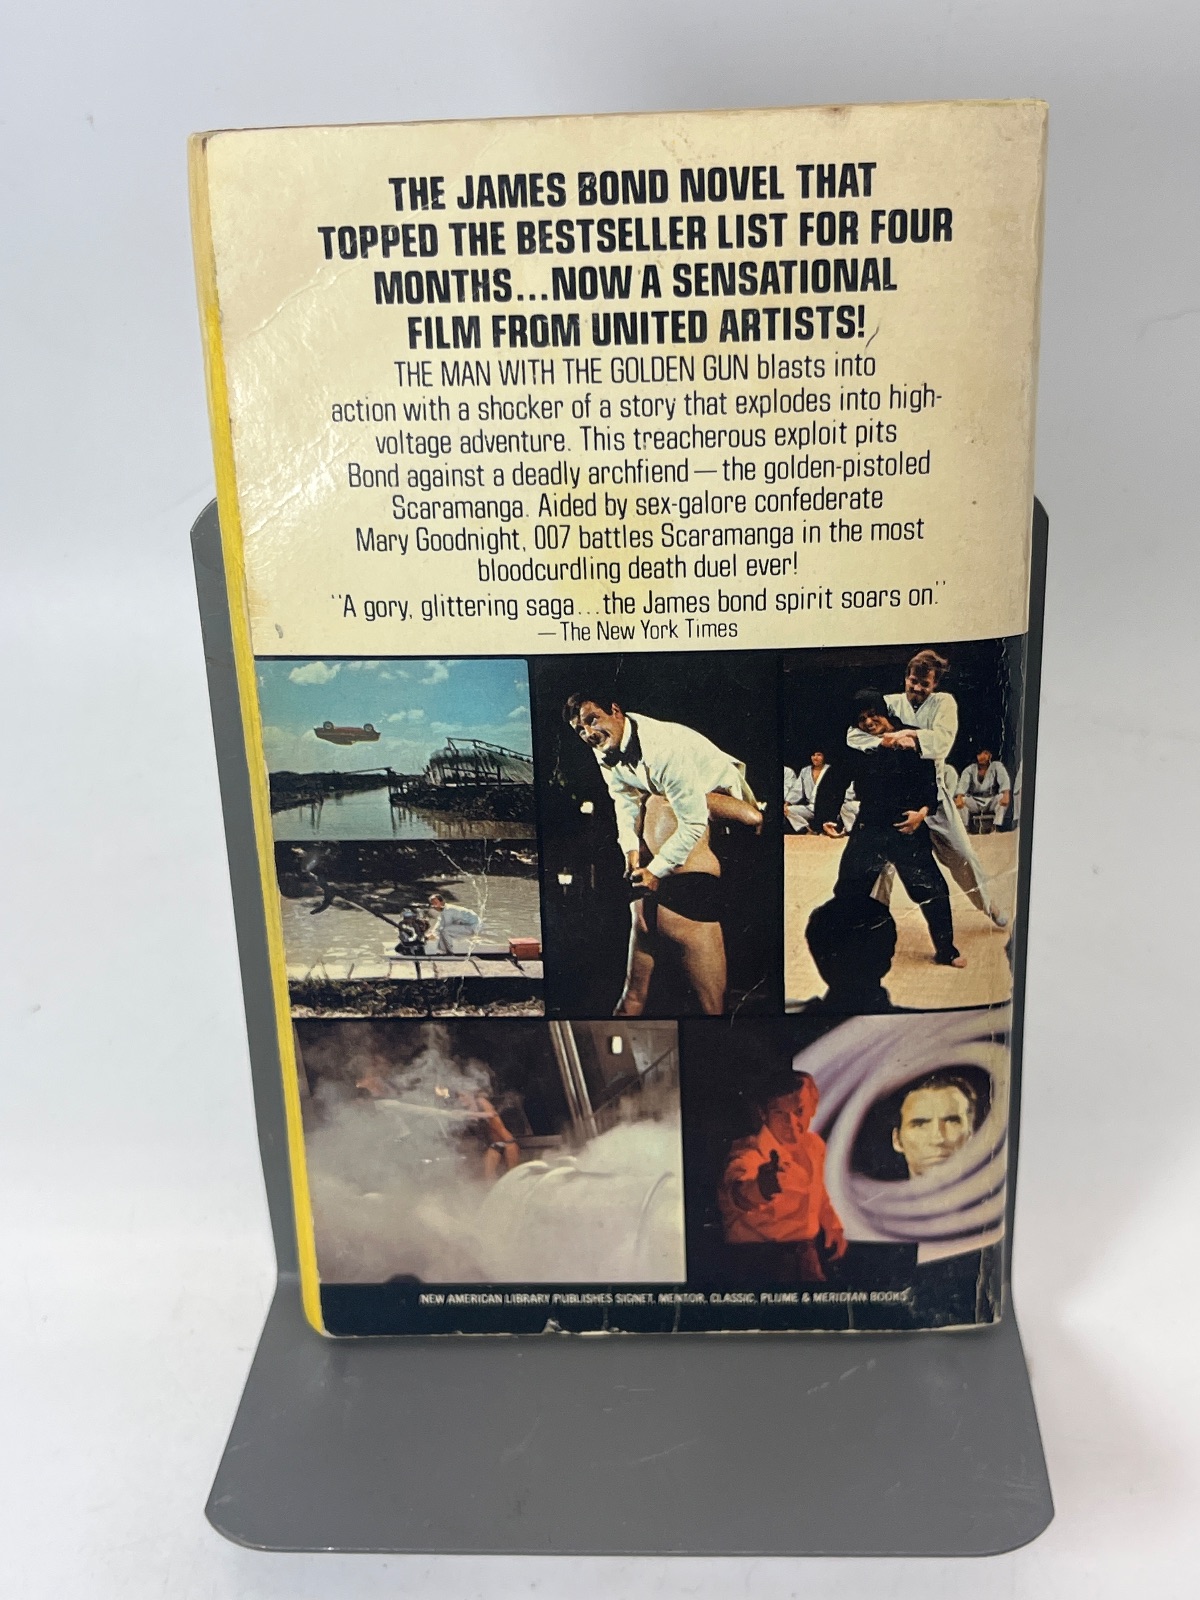 THE JAMES BOND NOVEL THAT
TOPPED THE BESTSELLER LIST FOR FOUR
MONTHS...NOW A SENSATIONAL
FILM FROM UNITED ARTISTS!
THE MAN WITH THE GOLDEN GUN blasts into
action with a shocker of a story that explodes into high-
voltage adventure. This treacherous exploit pits
Bond against a deadly archfiend—the golden-pistoled
Scaramanga. Aided by sex-galore confederate
Mary Goodnight, 007 battles Scaramanga in the most
bloodcurdling death duel ever!
"A gory, glittering saga...the James bond spirit soars on."
—The New York Times
NEW AMERICAN LIBRARY PUBLISHES SIGNET, MENTOR, CLASSIC, PLUME & MERIDIAN BOOKS